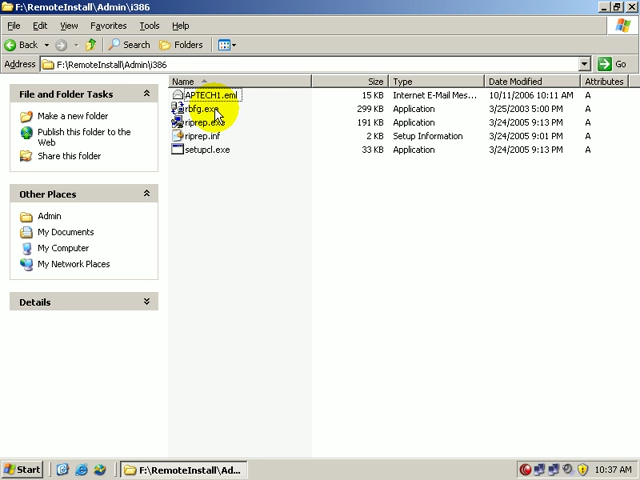 F:\RemoteInstall\Admin\i386
File Edit View Favorites Tools Help
Back Search Folders
Address F:\RemoteInstall\Admin\i386 Go
Name Size Type Date Modified Attributes
APTECH1.eml 15 KB Internet E-Mail Mes... 10/11/2006 10:11 AM A
rbfg.exe 299 KB Application 3/25/2003 5:00 PM A
riprep.exe 191 KB Application 3/24/2005 9:13 PM A
riprep.inf 2 KB Setup Information 3/24/2005 9:01 PM A
setupcl.exe 33 KB Application 3/24/2005 9:13 PM A
File and Folder Tasks
Make a new folder
Publish this folder to the
Web
Share this folder
Other Places
Admin
My Documents
My Computer
My Network Places
Details
Start F:\RemoteInstall\Ad... 10:37 AM